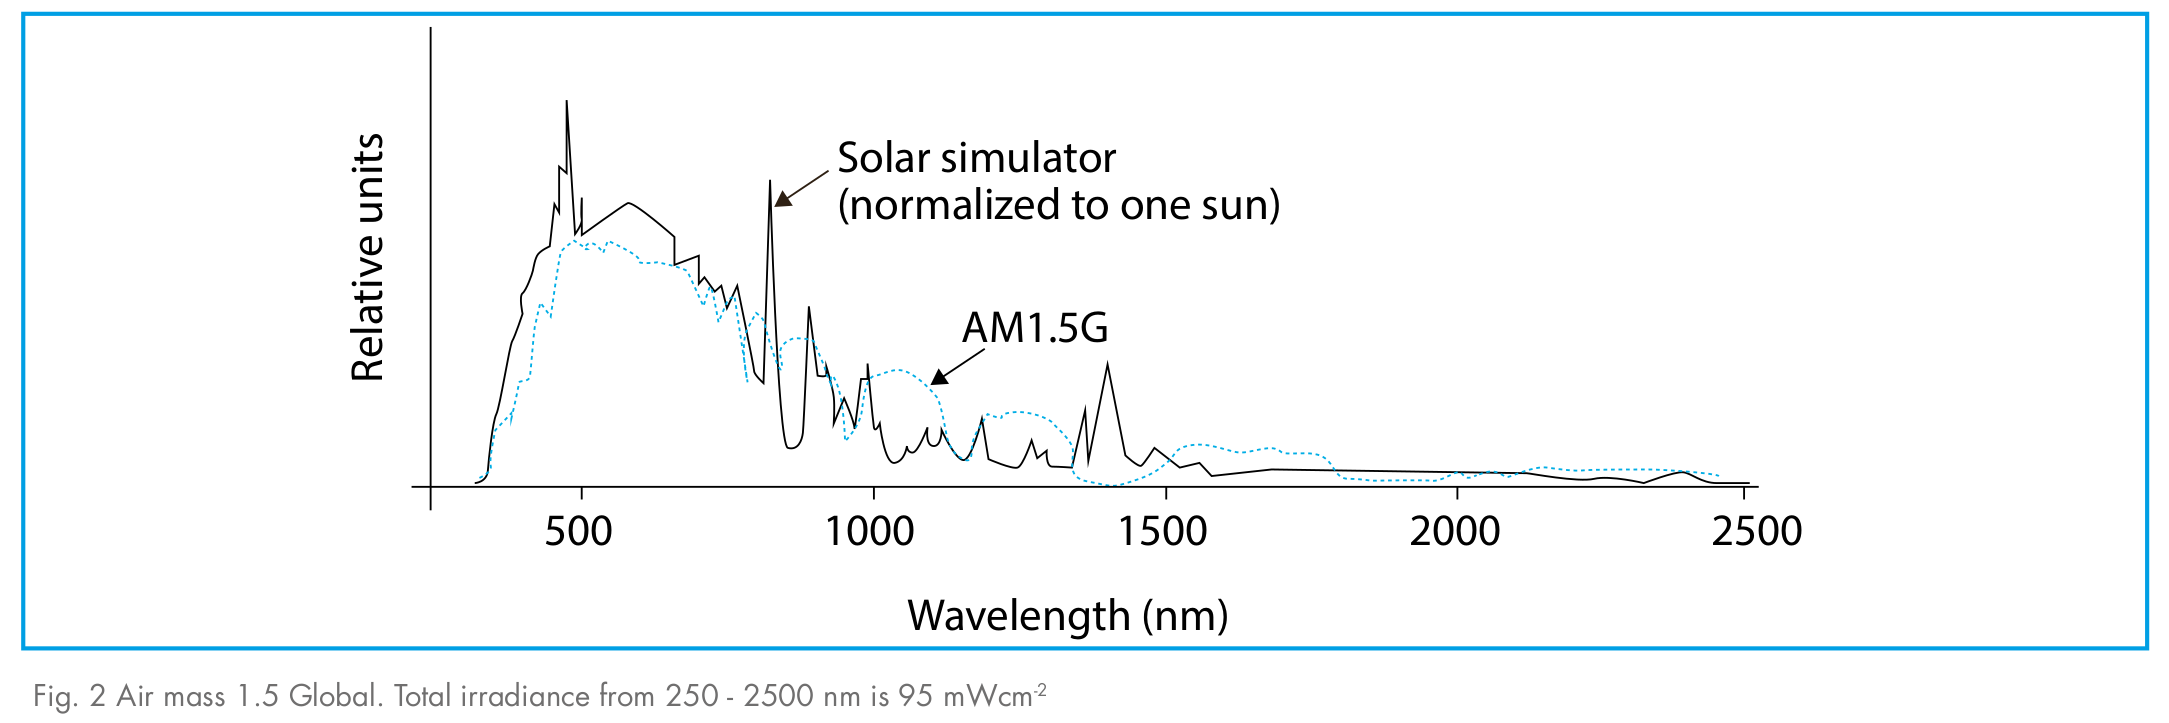 Relative units
Solar simulator
(normalized to one sun)
AM1.5G
500 1000 1500 2000 2500
Wavelength (nm)
Fig. 2 Air mass 1.5 Global. Total irradiance from 250 - 2500 nm is 95 mWcm-2